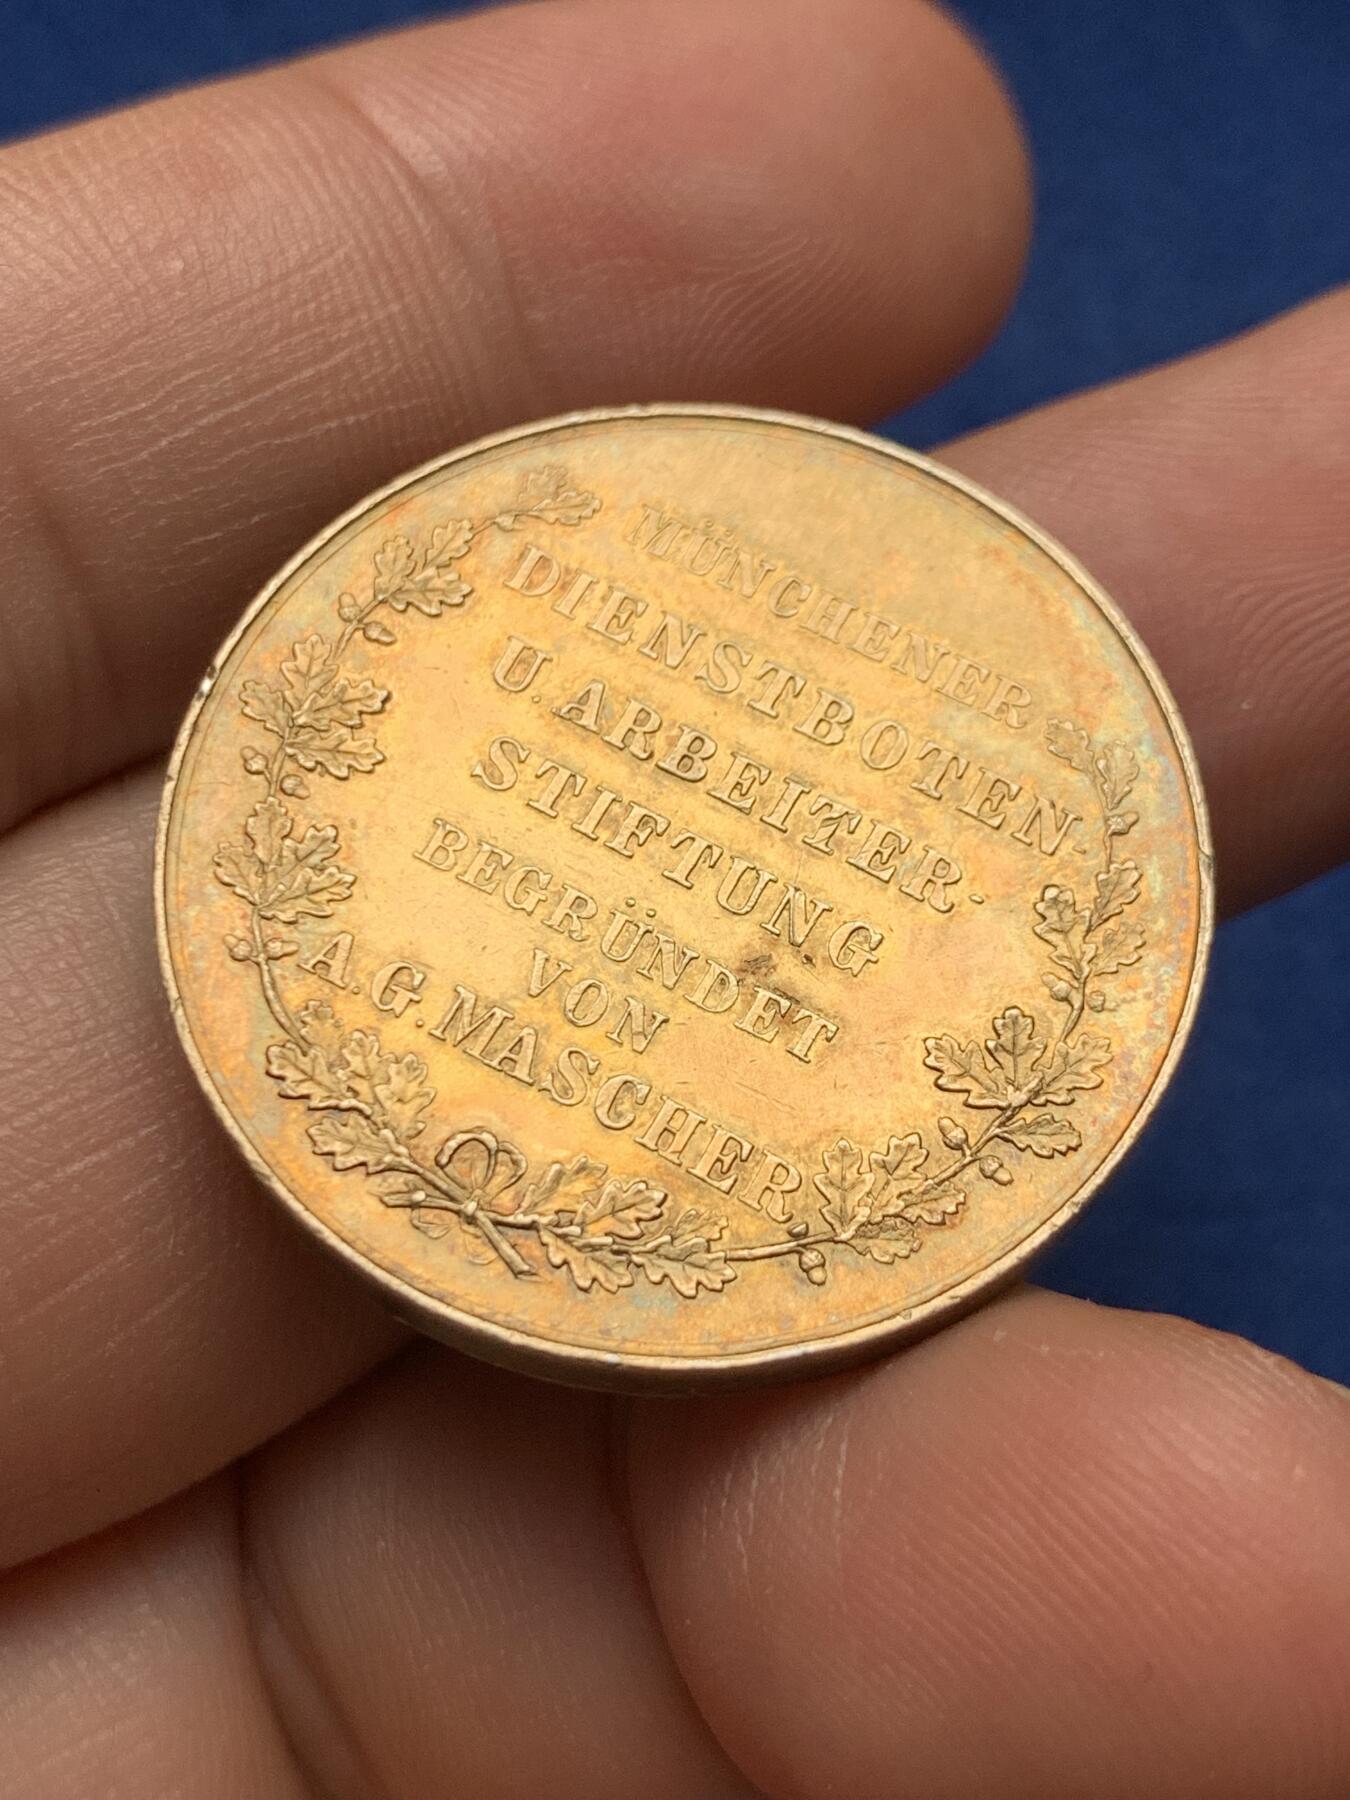 MÜNCHENER
DIENSTBOTEN-
U. ARBEITER-
STIFTUNG
BEGRÜNDET
VON
A. G. MASCHER.